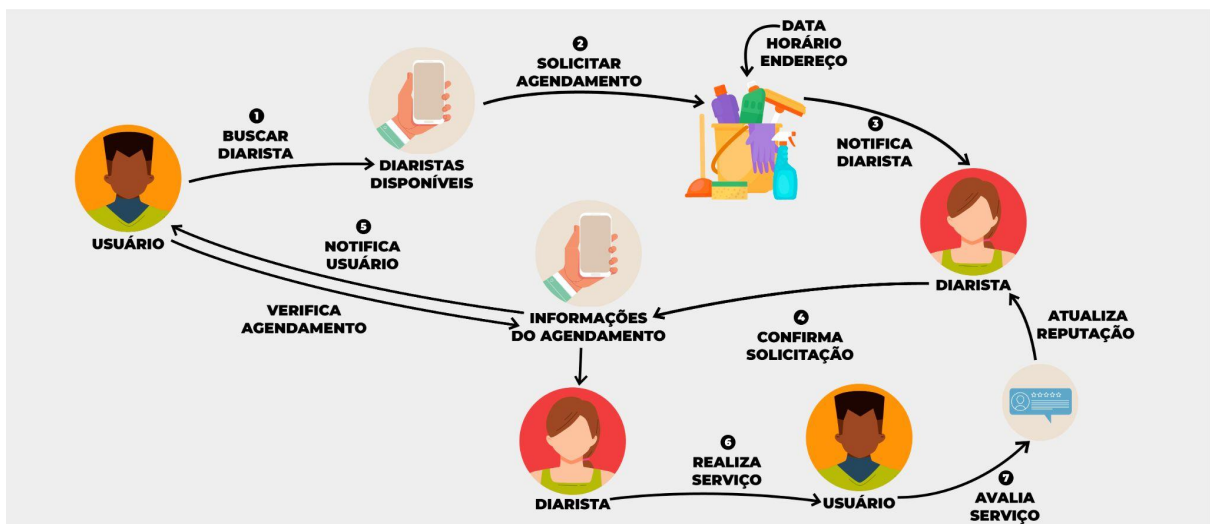 1
BUSCAR
DIARISTA
USUÁRIO
DIARISTAS
DISPONÍVEIS
2
SOLICITAR
AGENDAMENTO
DATA
HORÁRIO
ENDEREÇO
3
NOTIFICA
DIARISTA
DIARISTA
4
CONFIRMA
SOLICITAÇÃO
INFORMAÇÕES
DO AGENDAMENTO
5
NOTIFICA
USUÁRIO
VERIFICA
AGENDAMENTO
DIARISTA
6
REALIZA
SERVIÇO
USUÁRIO
7
AVALIA
SERVIÇO
ATUALIZA
REPUTAÇÃO